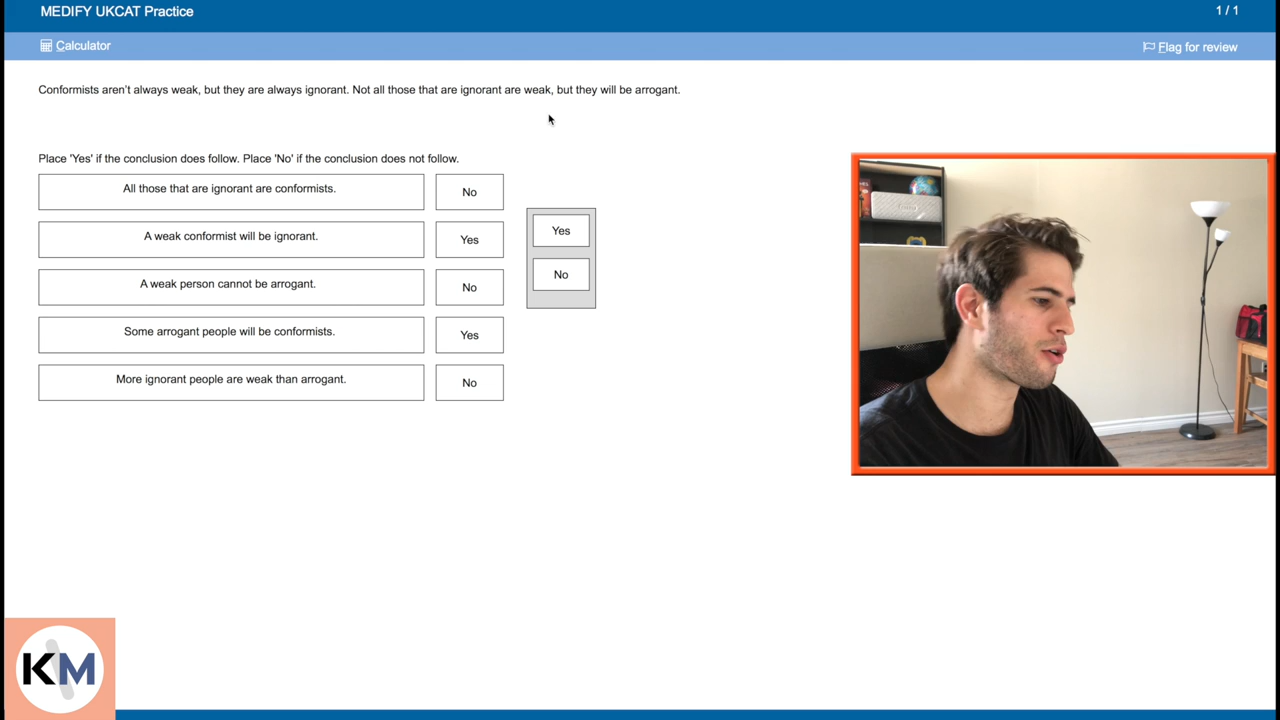 MEDIFY UKCAT Practice
1 / 1
Calculator
Flag for review
Conformists aren't always weak, but they are always ignorant. Not all those that are ignorant are weak, but they will be arrogant.
Place 'Yes' if the conclusion does follow. Place 'No' if the conclusion does not follow.
All those that are ignorant are conformists.
No
A weak conformist will be ignorant.
Yes
Yes
A weak person cannot be arrogant.
No
No
Some arrogant people will be conformists.
Yes
More ignorant people are weak than arrogant.
No
KM